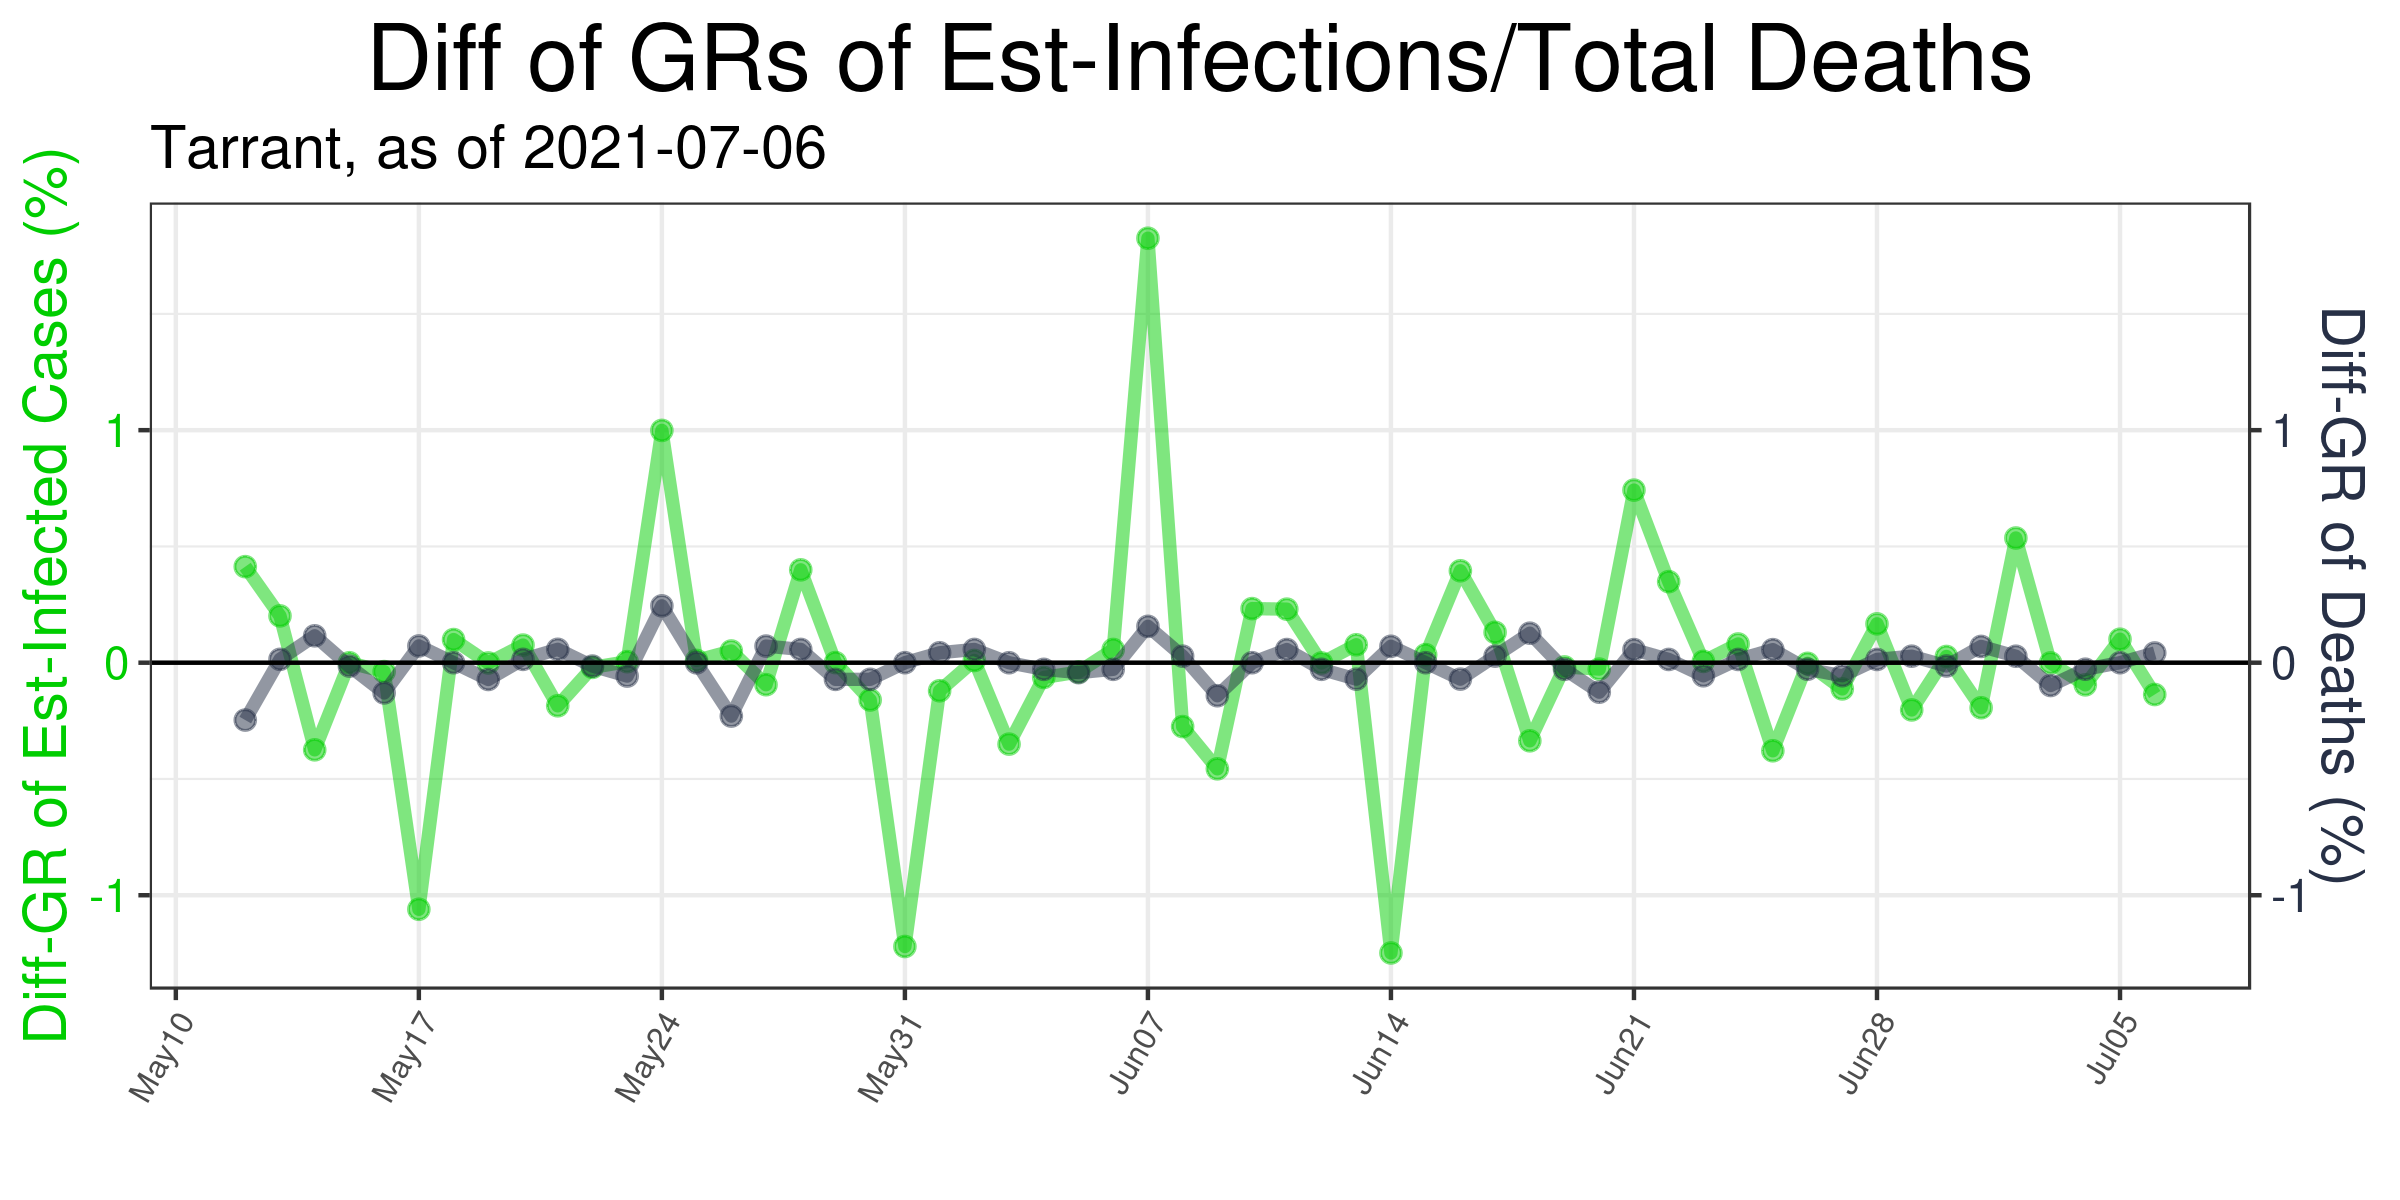 Diff of GRs of Est-Infections/Total Deaths
Tarrant, as of 2021-07-06
Diff-GR of Est-Infected Cases (%)
1
0
-1
1
0
-1
Diff-GR of Deaths (%)
May10
May17
May24
May31
Jun07
Jun14
Jun21
Jun28
Jul05